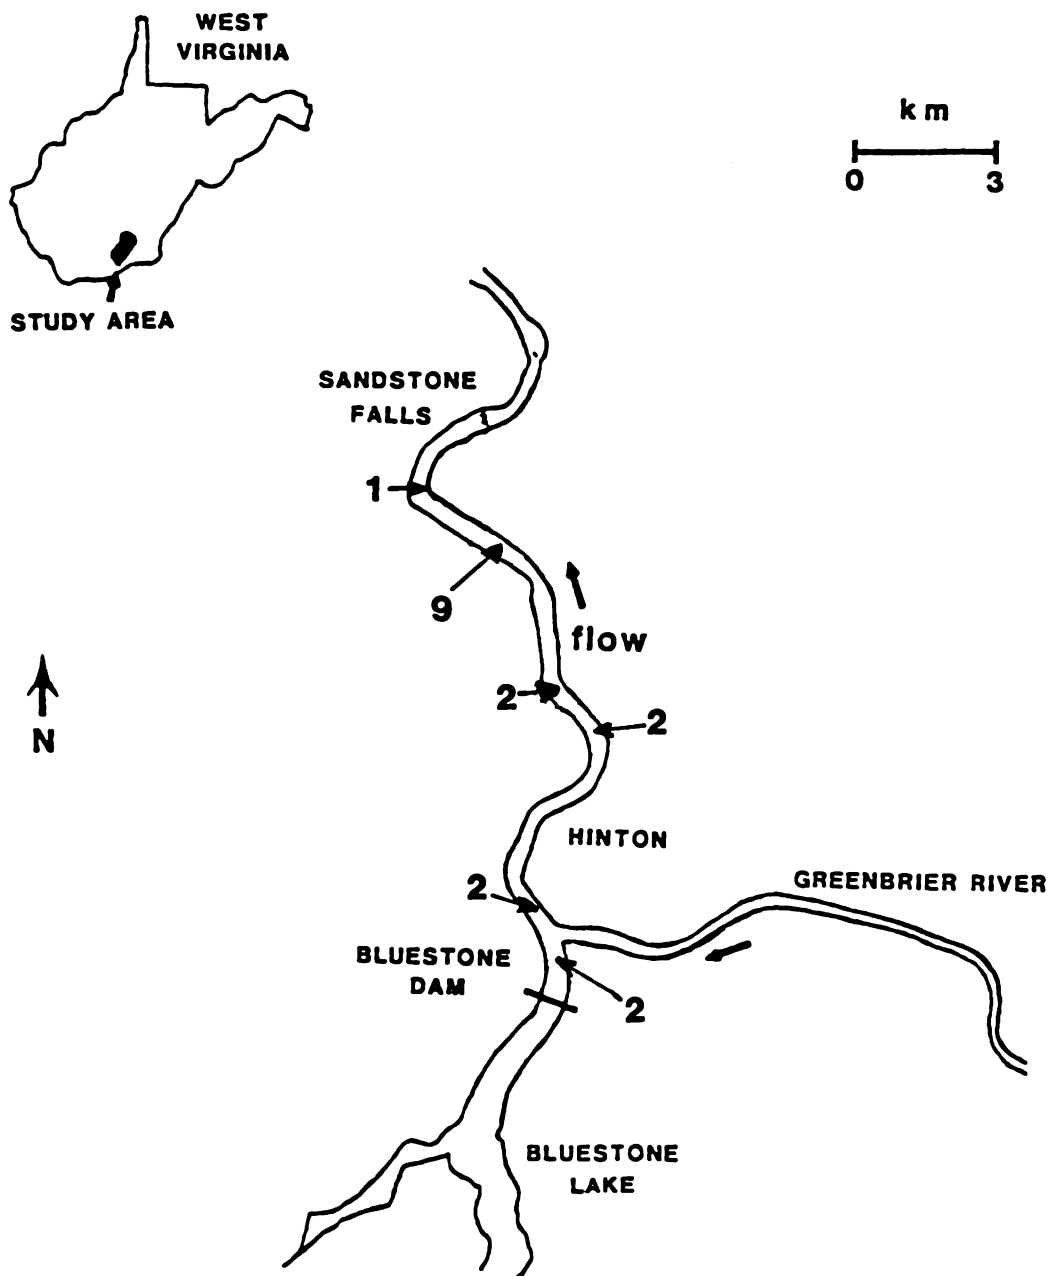 WEST
VIRGINIA
km
0 3
STUDY AREA
SANDSTONE
FALLS
1
9
flow
2
2
N
HINTON
GREENBRIER RIVER
2
BLUESTONE
DAM
2
BLUESTONE
LAKE